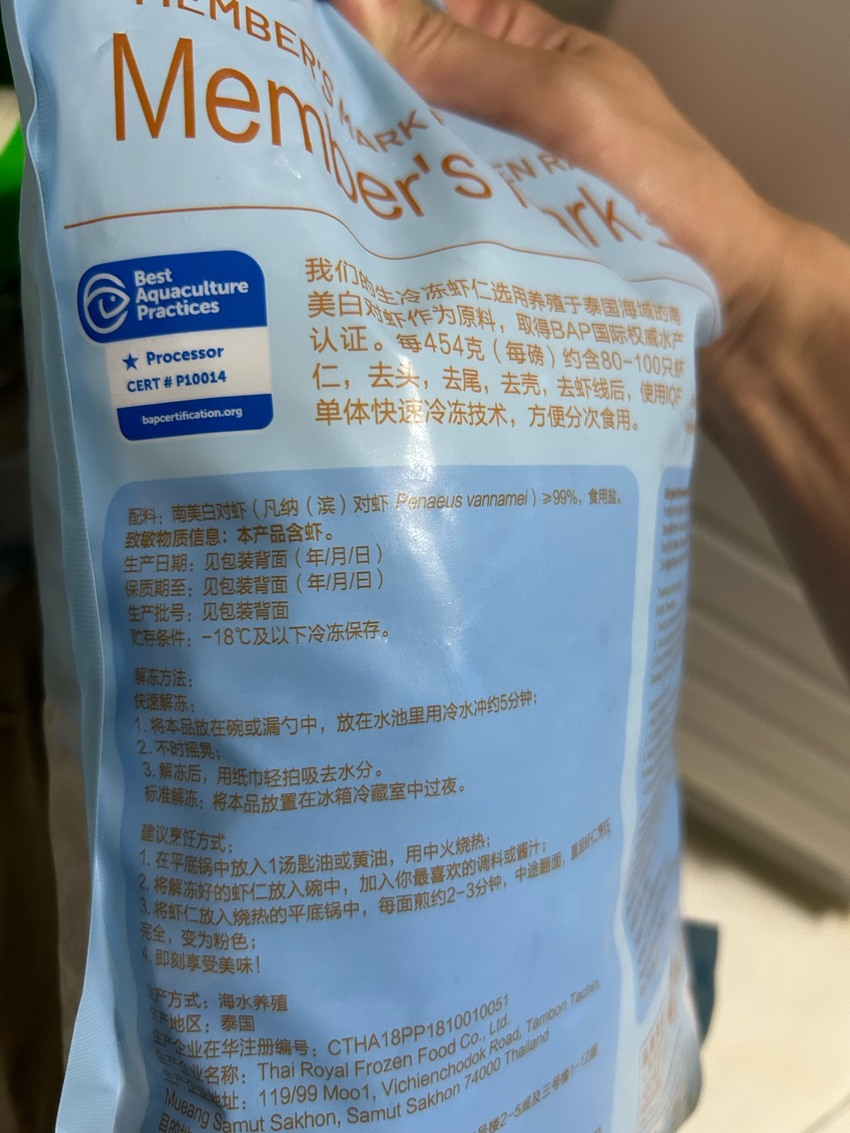 MEMBER'S MARK
Member's Mark
Best
Aquaculture
Practices
Processor
CERT # P10014
bapcertification.org
我们的生冷冻虾仁选用养殖于泰国海域的南
美白对虾作为原料，取得BAP国际权威水产
认证。每454克（每磅）约含80-100只虾
仁，去头，去尾，去壳，去虾线后，使用IQF
单体快速冷冻技术，方便分次食用。
配料：南美白对虾（凡纳（滨）对虾 Penaeus vannamei）≥99%，食用盐。
致敏物质信息：本产品含虾。
生产日期：见包装背面（年/月/日）
保质期至：见包装背面（年/月/日）
生产批号：见包装背面
贮存条件：-18℃及以下冷冻保存。
解冻方法：
快速解冻：
1. 将本品放在碗或漏勺中，放在水池里用冷水冲约5分钟；
2. 不时摇晃；
3. 解冻后，用纸巾轻拍吸去水分。
标准解冻：将本品放置在冰箱冷藏室中过夜。
建议烹饪方式：
1. 在平底锅中放入1汤匙油或黄油，用中火烧热；
2. 将解冻好的虾仁放入碗中，加入你最喜欢的调料或酱汁；
3. 将虾仁放入烧热的平底锅中，每面煎约2-3分钟，中途翻面，
完全，变为粉色；
4. 即刻享受美味！
生产方式：海水养殖
生产地区：泰国
生产企业在华注册编号：CTHA18PP1810010051
生产企业名称：Thai Royal Frozen Food Co., Ltd.
生产企业地址：119/99 Moo1, Vichienchodok Road, Tambon Tachin,
Mueang Samut Sakhon, Samut Sakhon 74000 Thailand